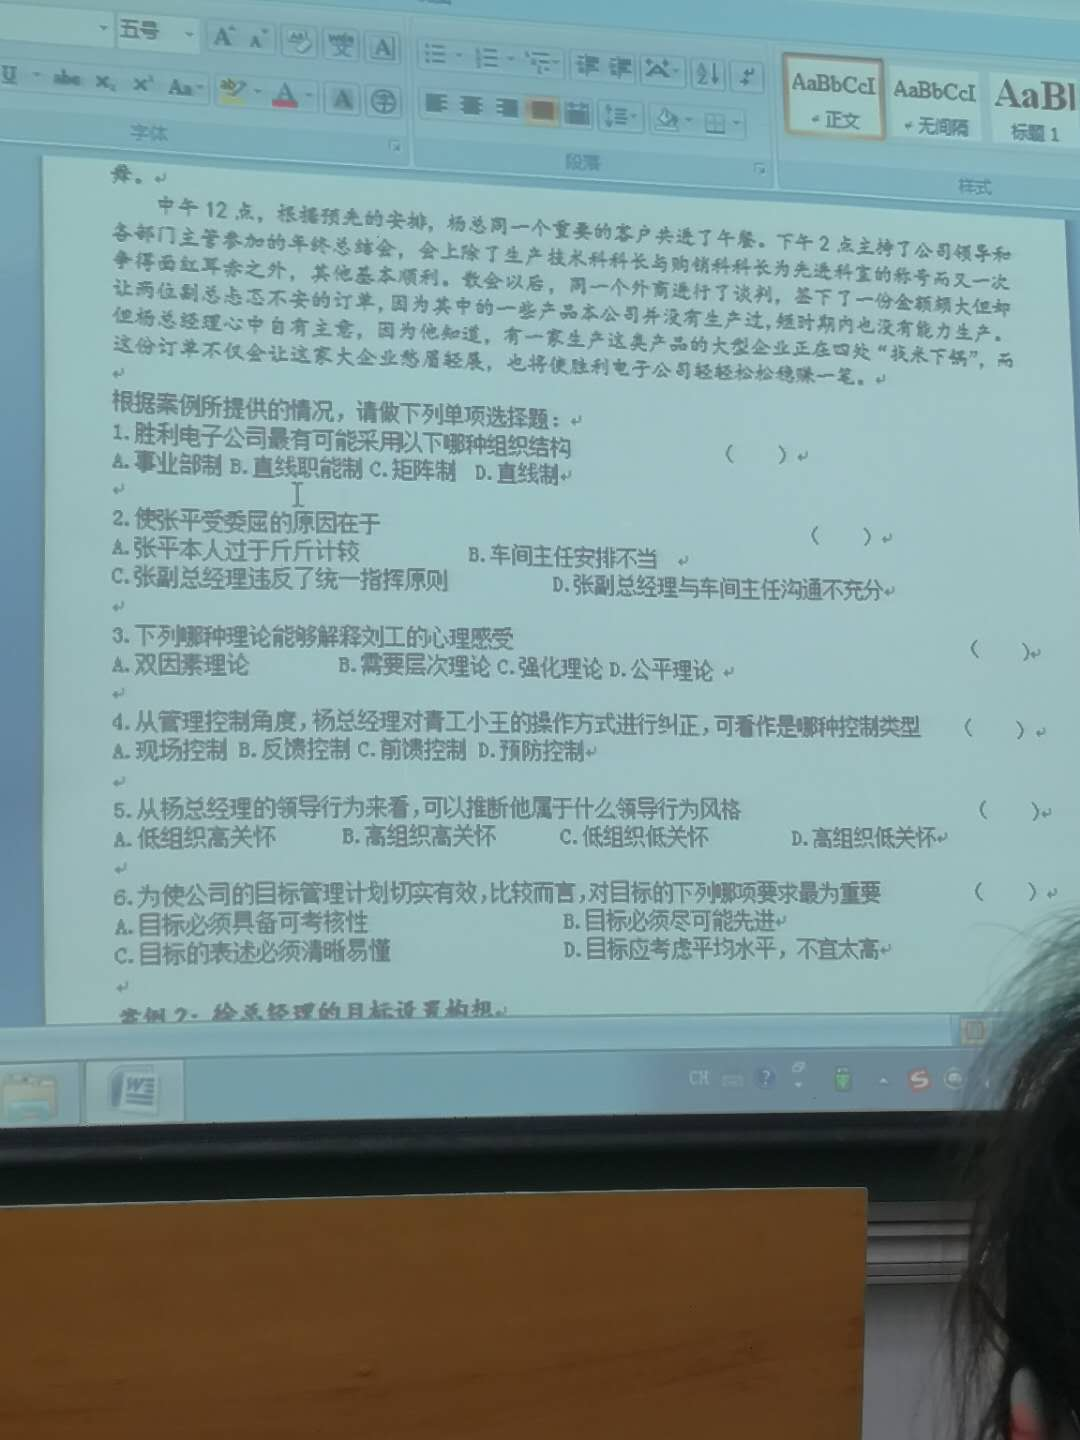 五号
AaBbCcI AaBbCcI AaBl
正文 无间隔 标题 1
字体 段落 样式
舜。
中午12点，根据预先的安排，杨总同一个重要的客户共进了午餐。下午2点主持了公司领导和
各部门主管参加的年终总结会，会上除了生产技术科科长与购销科科长为先进科室的称号而又一次
争得面红耳赤之外，其他基本顺利。散会以后，同一个外商进行了谈判，签下了一份金额颇大但却
让两位副总忐忑不安的订单，因为其中的一些产品本公司并没有生产过，短时期内也没有能力生产。
但杨总经理心中自有主意，因为他知道，有一家生产这类产品的大型企业正在四处“找米下锅”，而
这份订单不仅会让这家大企业愁眉轻展，也将使胜利电子公司轻轻松松稳赚一笔。
根据案例所提供的情况，请做下列单项选择题：
1.胜利电子公司最有可能采用以下哪种组织结构 （ ）
A.事业部制 B.直线职能制 C.矩阵制 D.直线制
2.使张平受委屈的原因在于 （ ）
A.张平本人过于斤斤计较 B.车间主任安排不当
C.张副总经理违反了统一指挥原则 D.张副总经理与车间主任沟通不充分
3.下列哪种理论能够解释刘工的心理感受 （ ）
A.双因素理论 B.需要层次理论 C.强化理论 D.公平理论
4.从管理控制角度，杨总经理对青工小王的操作方式进行纠正，可看作是哪种控制类型 （ ）
A.现场控制 B.反馈控制 C.前馈控制 D.预防控制
5.从杨总经理的领导行为来看，可以推断他属于什么领导行为风格 （ ）
A.低组织高关怀 B.高组织高关怀 C.低组织低关怀 D.高组织低关怀
6.为使公司的目标管理计划切实有效，比较而言，对目标的下列哪项要求最为重要 （ ）
A.目标必须具备可考核性 B.目标必须尽可能先进
C.目标的表述必须清晰易懂 D.目标应考虑平均水平，不宜太高
案例2：徐总经理的目标设置构想
CH